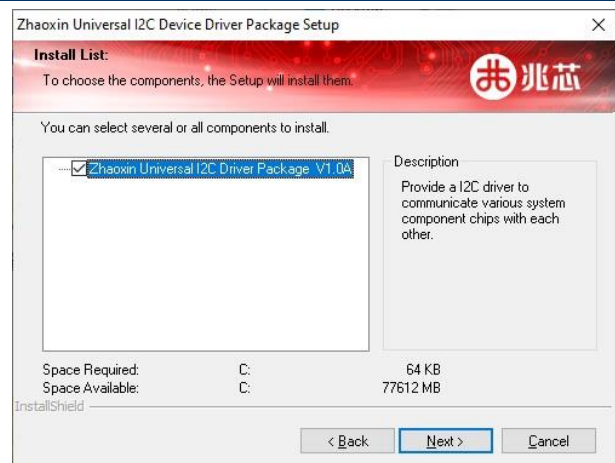 Zhaoxin Universal I2C Device Driver Package Setup
Install List:
To choose the components, the Setup will install them.
兆芯
You can select several or all components to install.
Zhaoxin Universal I2C Driver Package V1.0A
Description
Provide a I2C driver to
communicate various system
component chips with each
other.
Space Required: C: 64 KB
Space Available: C: 77612 MB
InstallShield
< Back
Next >
Cancel